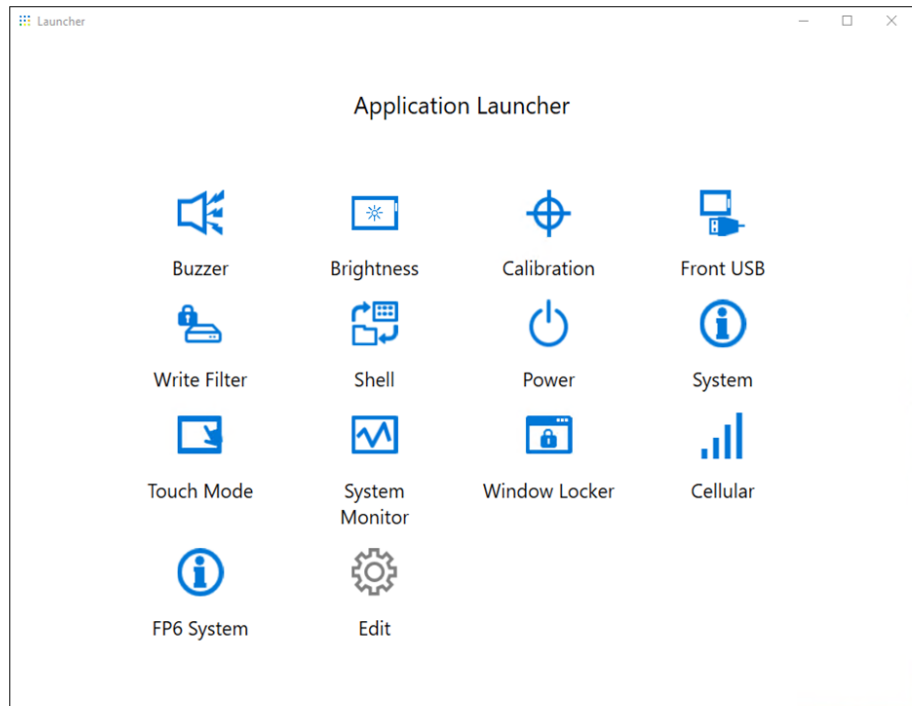 Launcher
Application Launcher
Buzzer
Brightness
Calibration
Front USB
Write Filter
Shell
Power
System
Touch Mode
System
Monitor
Window Locker
Cellular
FP6 System
Edit